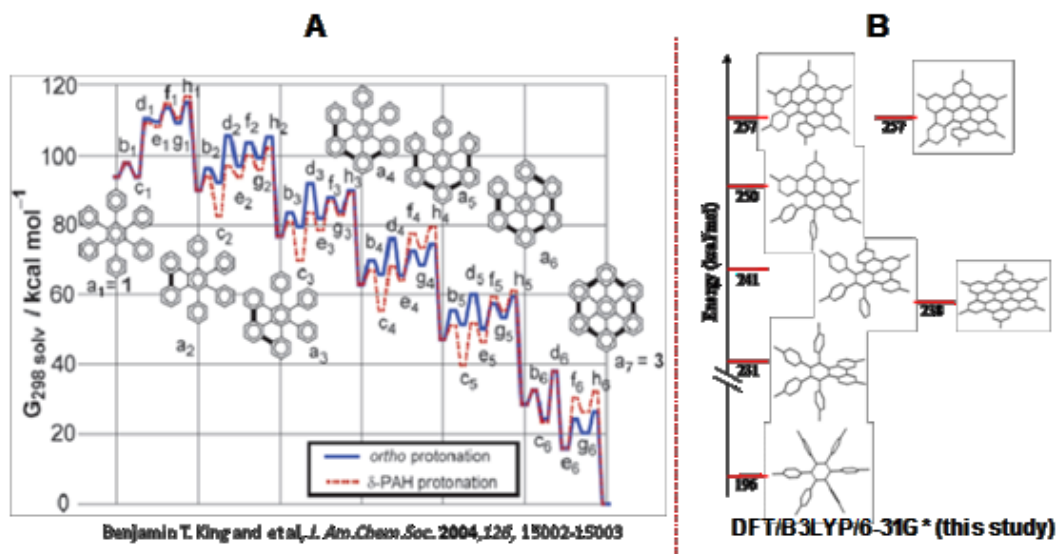 A
B
G298 solv / kcal mol−1
120
100
80
60
40
20
0
b1
c1
d1
e1
f1
g1
h1
b2
c2
d2
e2
f2
g2
h2
b3
c3
d3
e3
f3
g3
h3
b4
c4
d4
e4
f4
g4
h4
b5
c5
d5
e5
f5
g5
h5
b6
c6
d6
e6
f6
g6
h6
a1 = 1
a2
a3
a4
a5
a6
a7 = 3
ortho protonation
δ-PAH protonation
Benjamin T. King and et al, J. Am.Chem.Soc. 2004, 126, 15002-15003
Energy (kcal/mol)
257
257
250
241
238
231
196
DFT/B3LYP/6-31G* (this study)